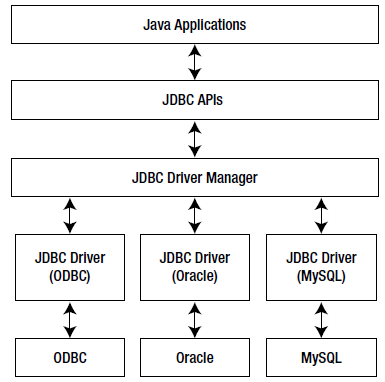 Java Applications
JDBC APIs
JDBC Driver Manager
JDBC Driver
(ODBC)
JDBC Driver
(Oracle)
JDBC Driver
(MySQL)
ODBC
Oracle
MySQL